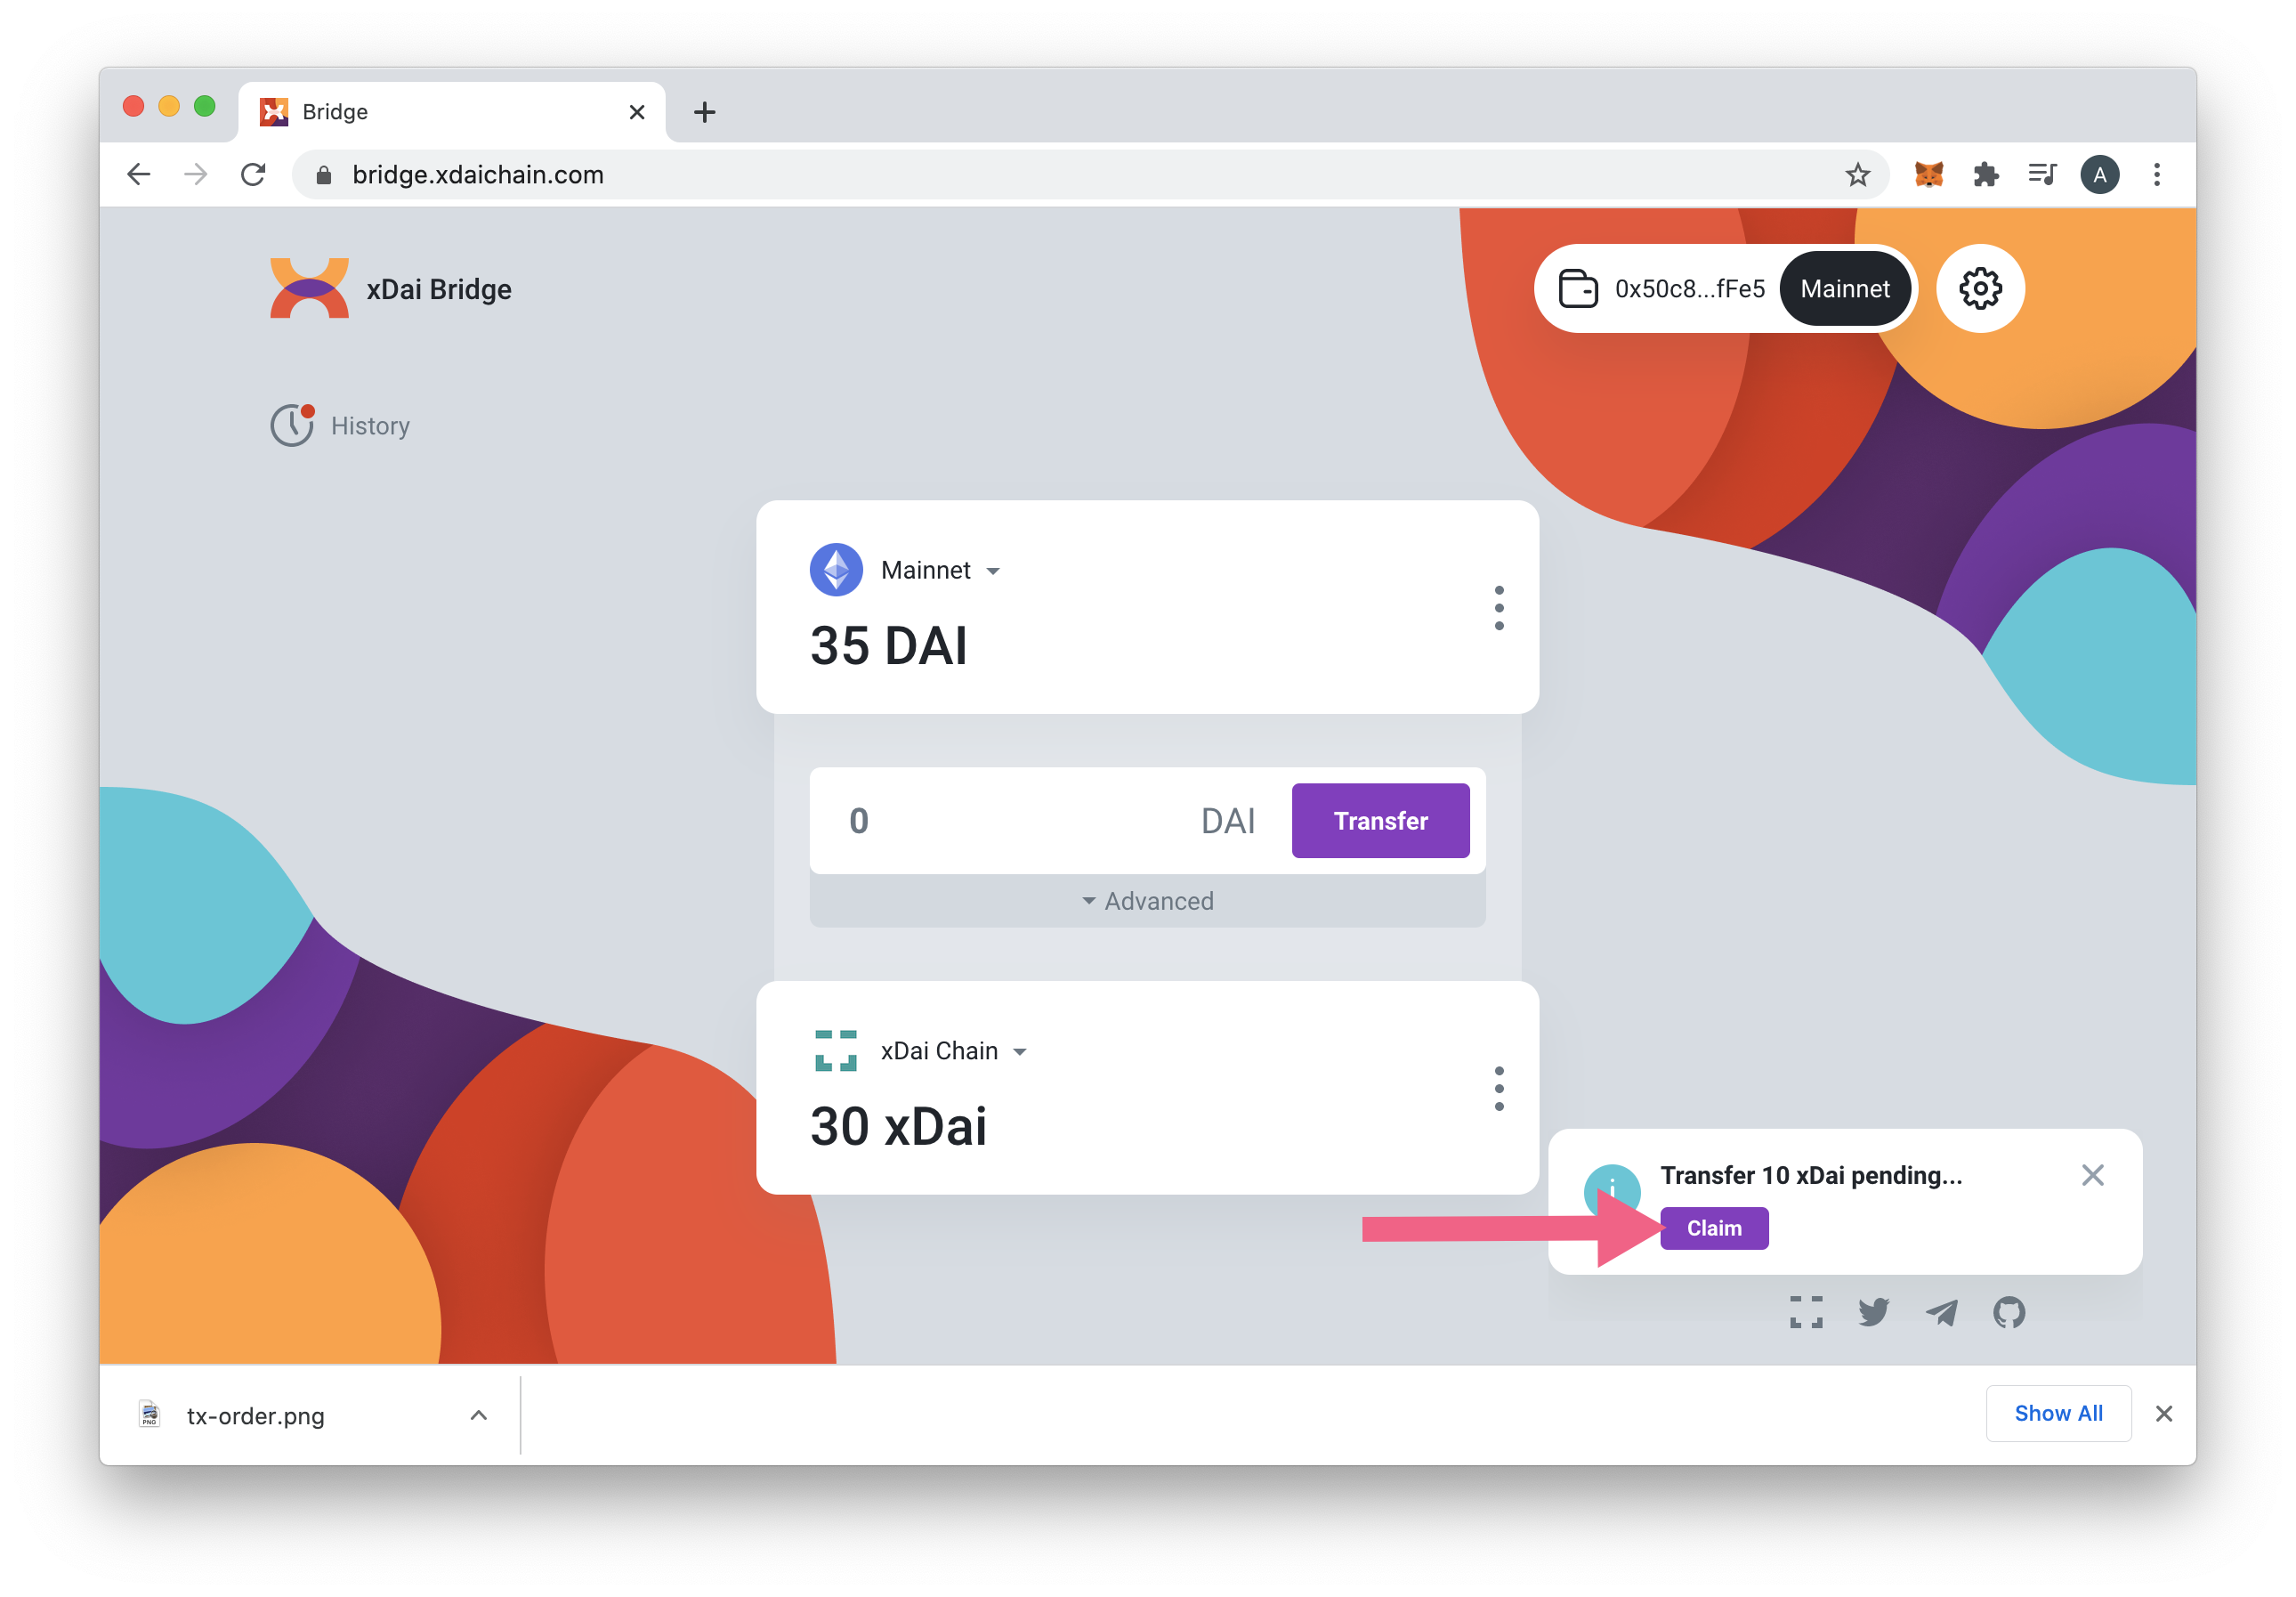 Bridge
bridge.xdaichain.com
A
xDai Bridge
0x50c8...fFe5
Mainnet
History
Mainnet
35 DAI
0
DAI
Transfer
Advanced
xDai Chain
30 xDai
Transfer 10 xDai pending...
Claim
tx-order.png
Show All